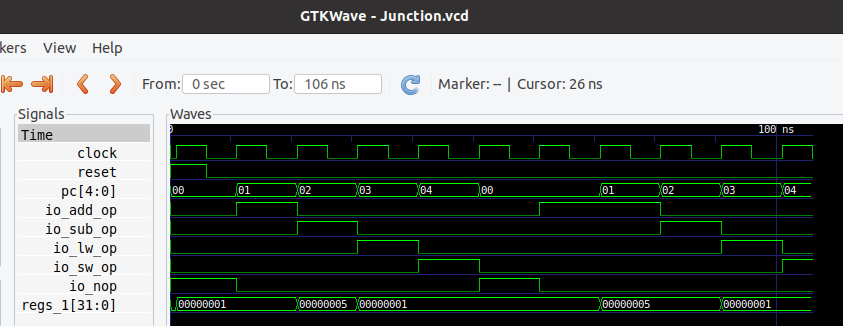 GTKWave - Junction.vcd
kers View Help
From: 0 sec To: 106 ns Marker: -- | Cursor: 26 ns
Signals Waves
Time 0 100 ns
clock
reset
pc[4:0] 00 01 02 03 04 00 01 02 03 04
io_add_op
io_sub_op
io_lw_op
io_sw_op
io_nop
regs_1[31:0] 00000001 00000005 00000001 00000005 00000001